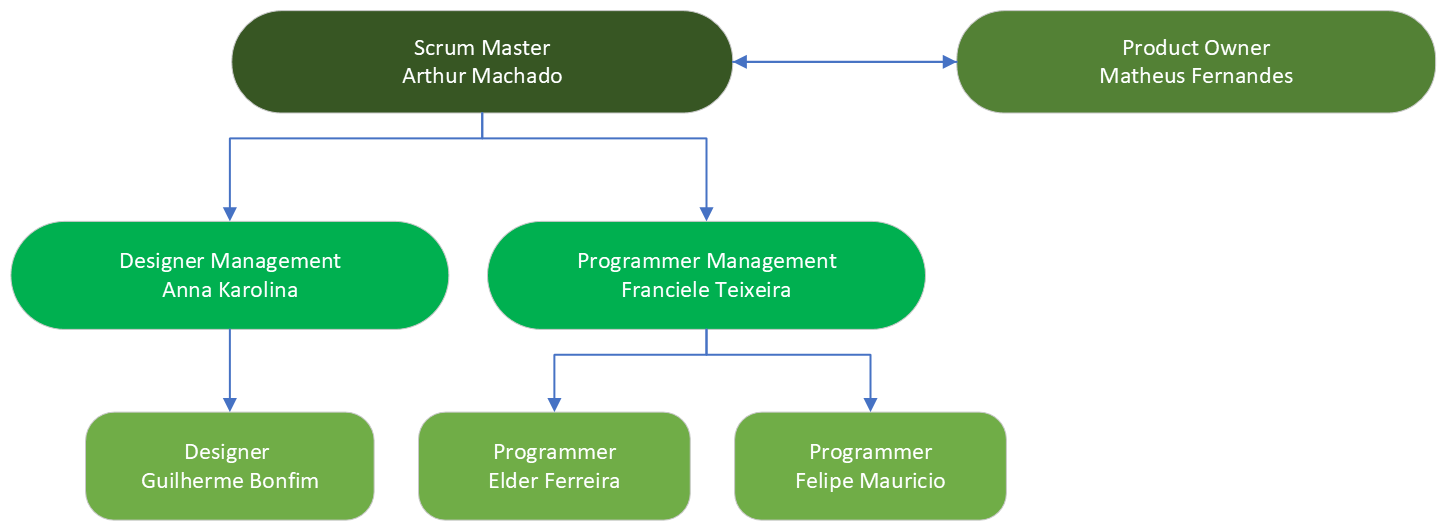 Scrum Master
Arthur Machado
Product Owner
Matheus Fernandes
Designer Management
Anna Karolina
Programmer Management
Franciele Teixeira
Designer
Guilherme Bonfim
Programmer
Elder Ferreira
Programmer
Felipe Mauricio